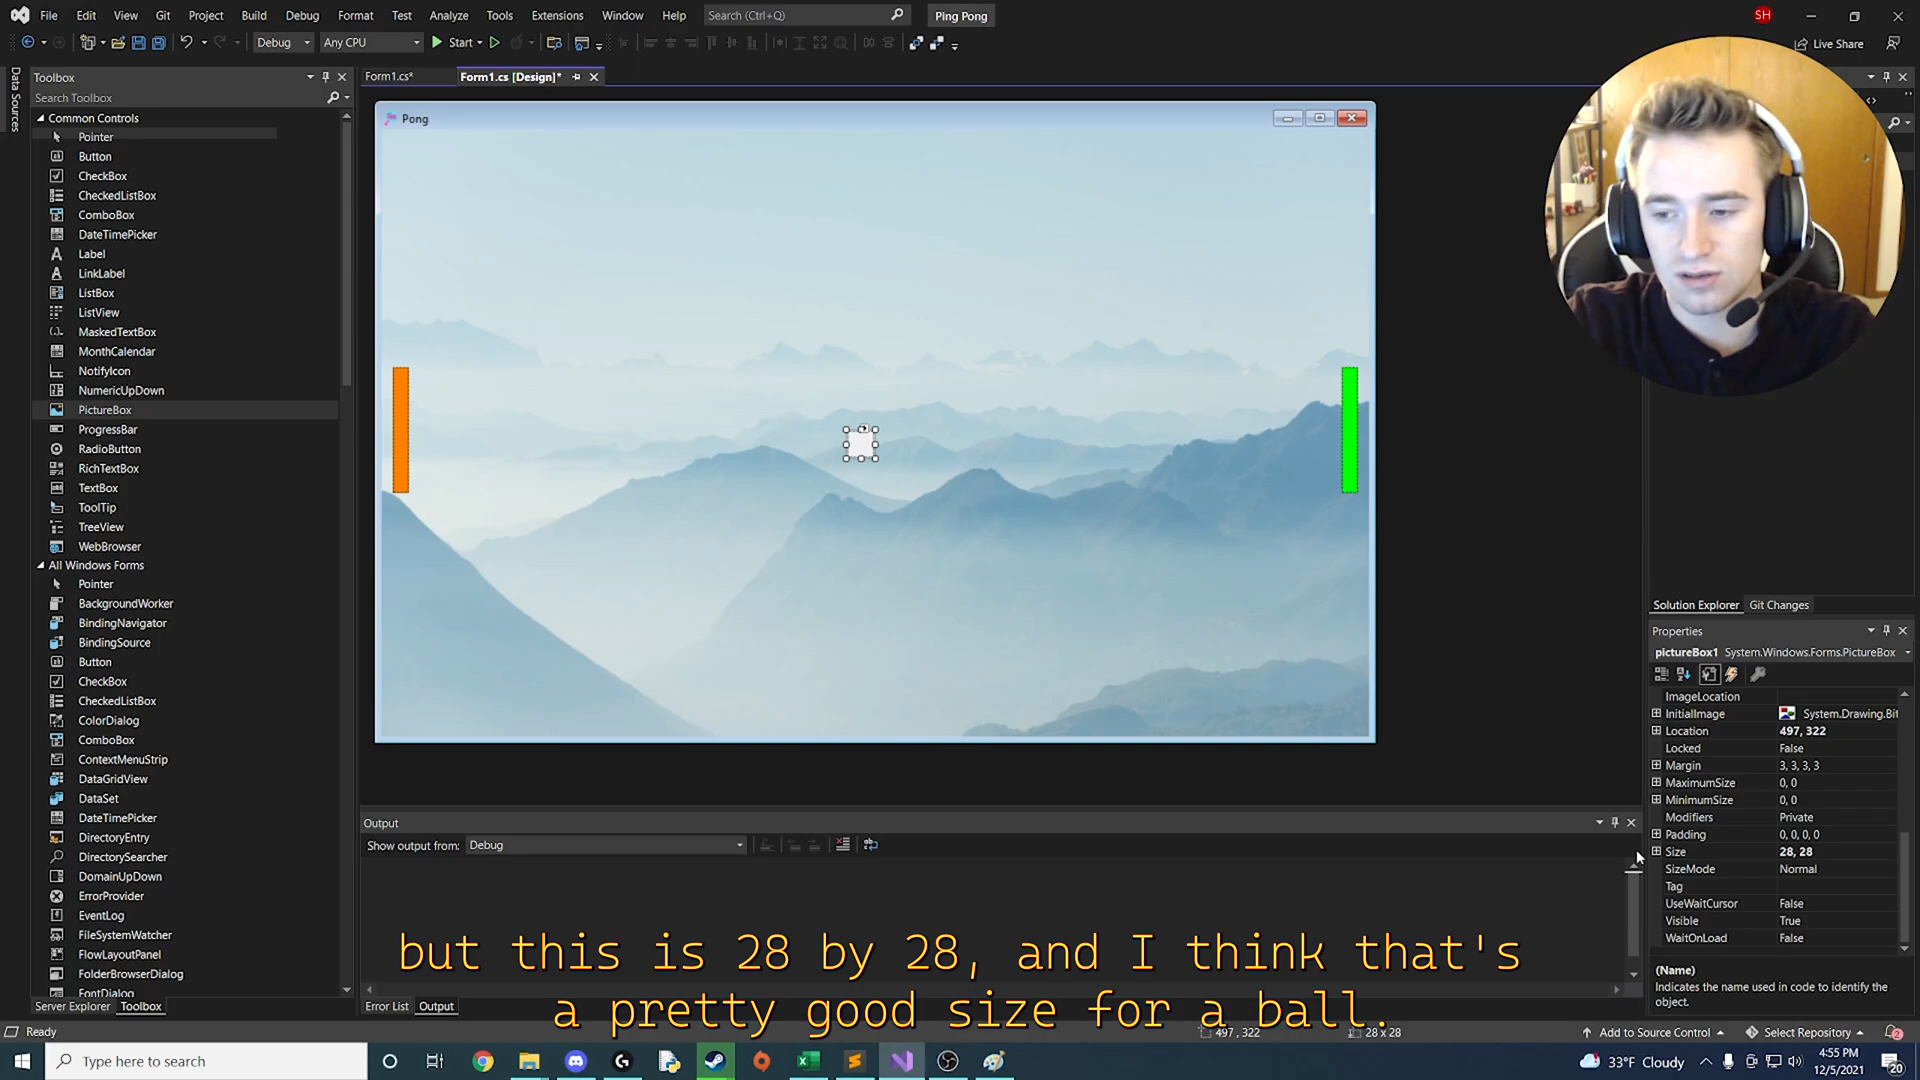 File Edit View Git Project Build Debug Format Test Analyze Tools Extensions Window Help Search (Ctrl+Q) Ping Pong SH
Debug Any CPU Start Live Share
Data Sources
Toolbox
Search Toolbox
Common Controls
Pointer
Button
CheckBox
CheckedListBox
ComboBox
DateTimePicker
Label
LinkLabel
ListBox
ListView
MaskedTextBox
MonthCalendar
NotifyIcon
NumericUpDown
PictureBox
ProgressBar
RadioButton
RichTextBox
TextBox
ToolTip
TreeView
WebBrowser
All Windows Forms
Pointer
BackgroundWorker
BindingNavigator
BindingSource
Button
CheckBox
CheckedListBox
ColorDialog
ComboBox
ContextMenuStrip
DataGridView
DataSet
DateTimePicker
DirectoryEntry
DirectorySearcher
DomainUpDown
ErrorProvider
EventLog
FileSystemWatcher
FlowLayoutPanel
FolderBrowserDialog
FontDialog
Server Explorer Toolbox
Form1.cs* Form1.cs [Design]*
Pong
Output
Show output from: Debug
Error List Output
Solution Explorer Git Changes
Properties
pictureBox1 System.Windows.Forms.PictureBox
ImageLocation
InitialImage System.Drawing.Bit
Location 497, 322
Locked False
Margin 3, 3, 3, 3
MaximumSize 0, 0
MinimumSize 0, 0
Modifiers Private
Padding 0, 0, 0, 0
Size 28, 28
SizeMode Normal
Tag
UseWaitCursor False
Visible True
WaitOnLoad False
(Name)
Indicates the name used in code to identify the
object.
but this is 28 by 28, and I think that's
a pretty good size for a ball.
Ready 497, 322 28 x 28 Add to Source Control Select Repository 2
Type here to search 33°F Cloudy 4:55 PM
12/5/2021 20